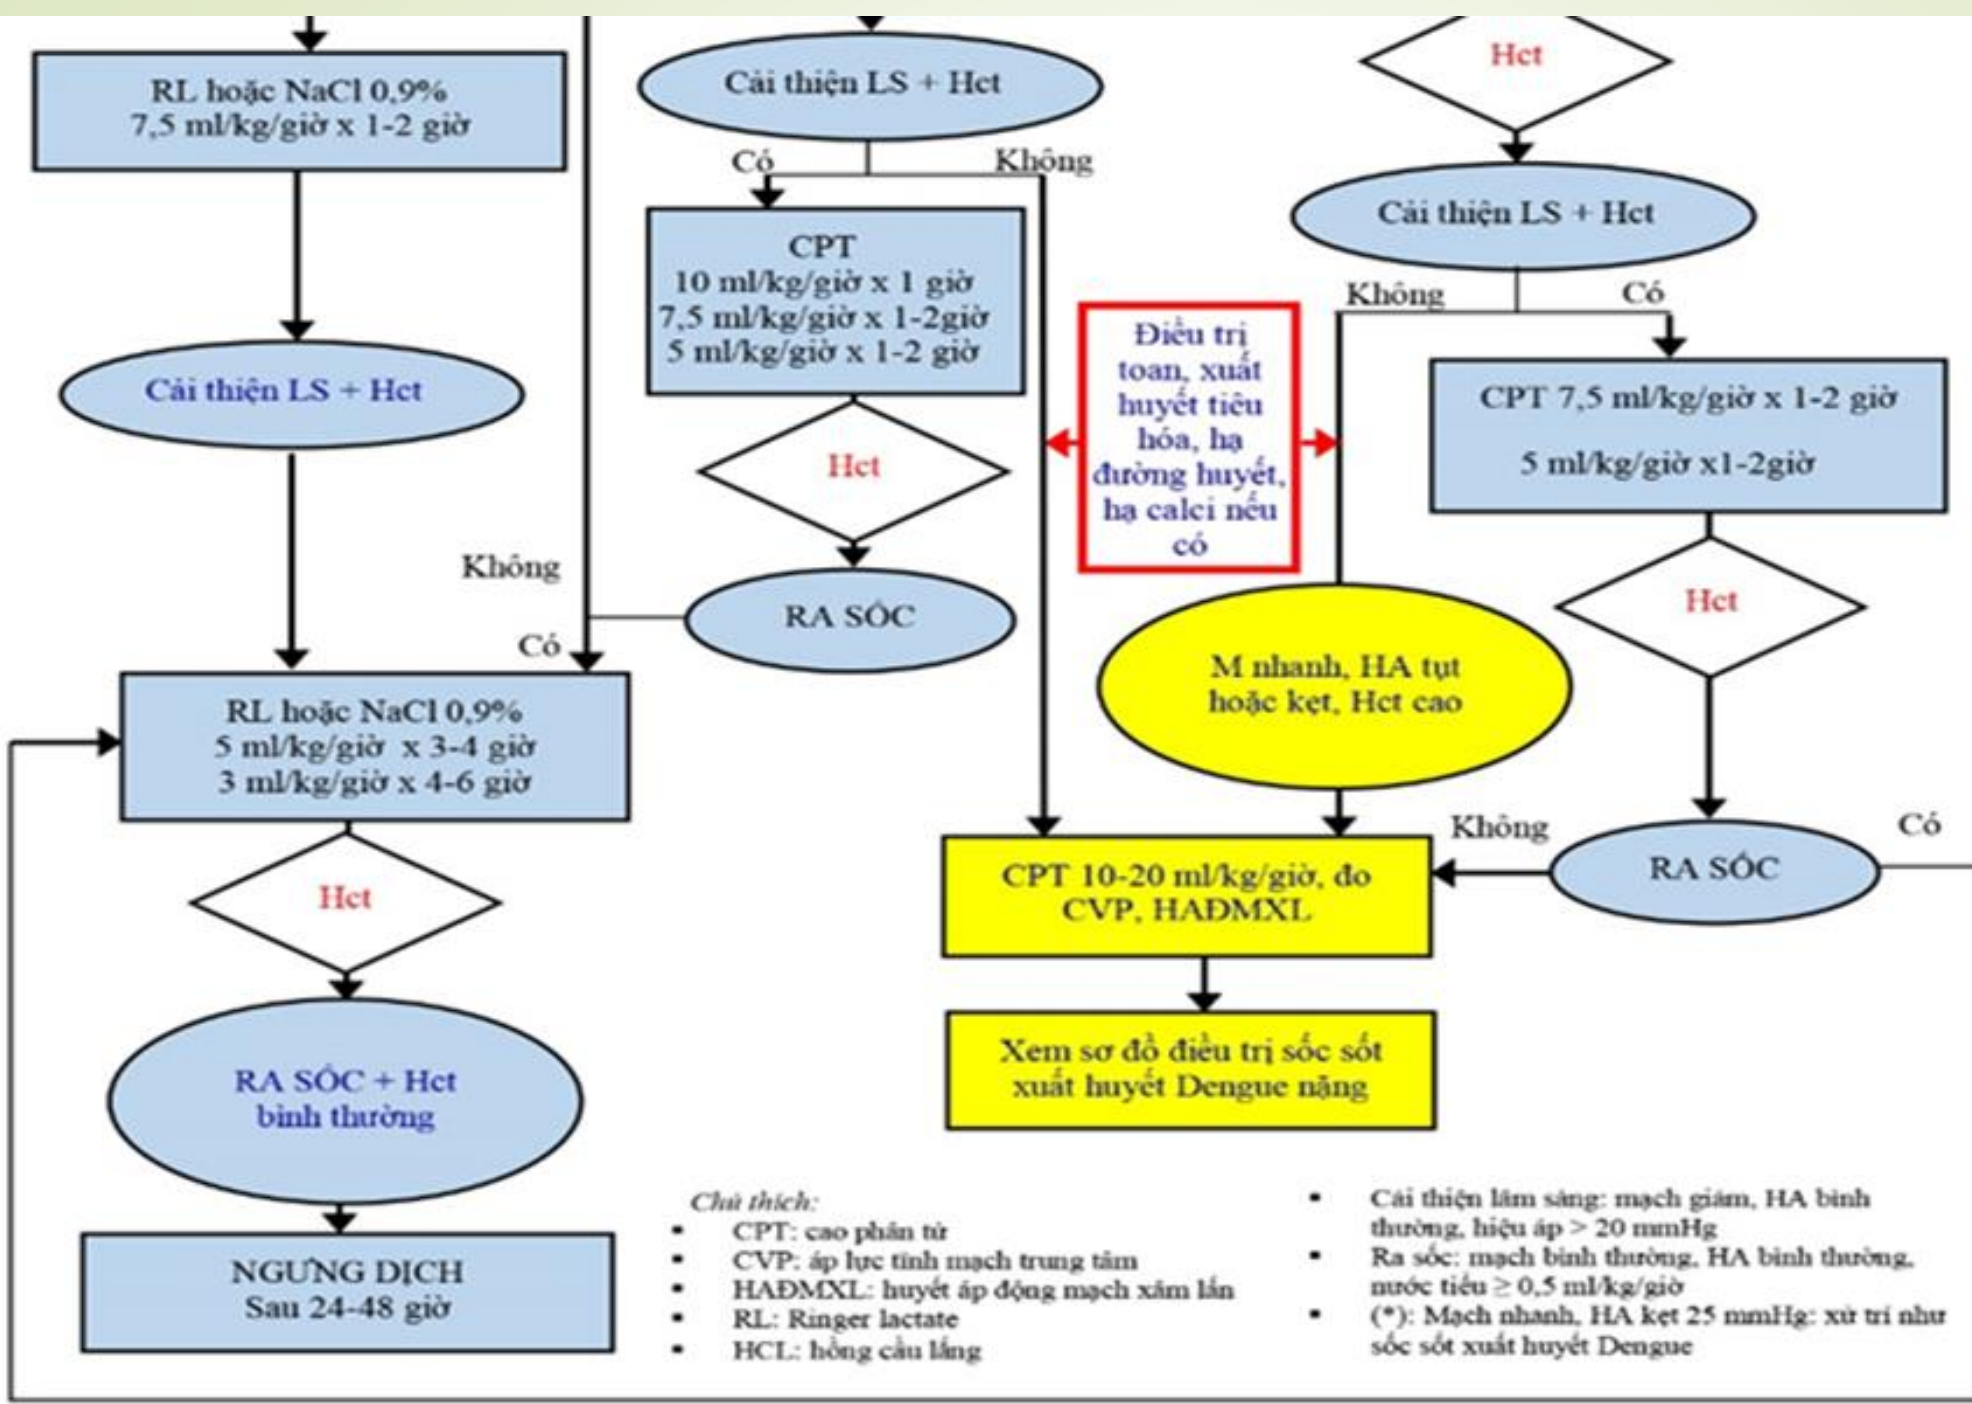 RL hoặc NaCl 0,9%
7,5 ml/kg/giờ x 1-2 giờ
Cải thiện LS + Hct
Không
Có
RL hoặc NaCl 0,9%
5 ml/kg/giờ x 3-4 giờ
3 ml/kg/giờ x 4-6 giờ
Hct
RA SỐC + Hct
bình thường
NGƯNG DỊCH
Sau 24-48 giờ
Cải thiện LS + Hct
Có
Không
CPT
10 ml/kg/giờ x 1 giờ
7,5 ml/kg/giờ x 1-2giờ
5 ml/kg/giờ x 1-2 giờ
Hct
RA SỐC
Điều trị
toan, xuất
huyết tiêu
hóa, hạ
đường huyết,
hạ calci nếu
có
Hct
Cải thiện LS + Hct
Không
Có
CPT 7,5 ml/kg/giờ x 1-2 giờ
5 ml/kg/giờ x1-2giờ
Hct
M nhanh, HA tụt
hoặc kẹt, Hct cao
Không
Có
RA SỐC
CPT 10-20 ml/kg/giờ, đo
CVP, HAĐMXL
Xem sơ đồ điều trị sốc sốt
xuất huyết Dengue nặng
Chú thích:
▪ CPT: cao phân tử
▪ CVP: áp lực tĩnh mạch trung tâm
▪ HAĐMXL: huyết áp động mạch xâm lấn
▪ RL: Ringer lactate
▪ HCL: hồng cầu lắng
▪ Cải thiện lâm sàng: mạch giảm, HA bình
thường, hiệu áp > 20 mmHg
▪ Ra sốc: mạch bình thường, HA bình thường,
nước tiểu ≥ 0,5 ml/kg/giờ
▪ (*): Mạch nhanh, HA kẹt 25 mmHg: xử trí như
sốc sốt xuất huyết Dengue